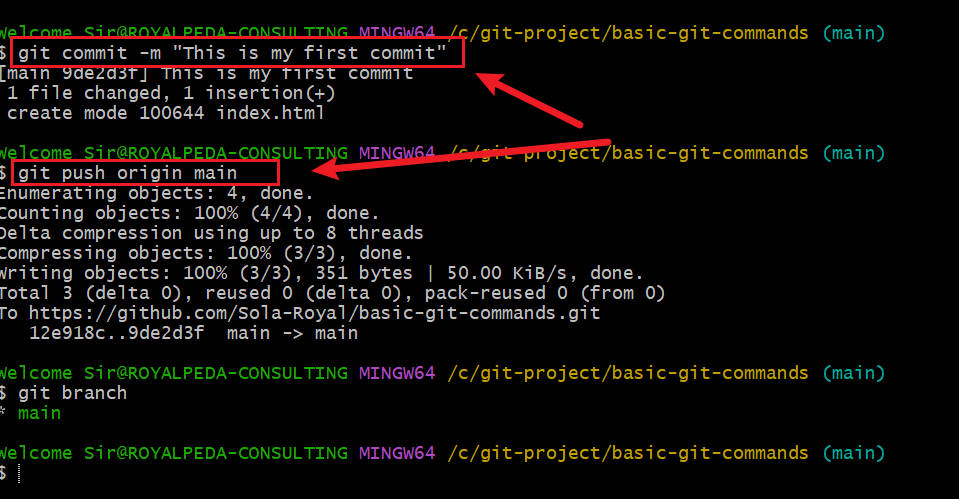 Welcome Sir@ROYALPEDA-CONSULTING MINGW64 /c/git-project/basic-git-commands (main)
$ git commit -m "This is my first commit"
[main 9de2d3f] This is my first commit
1 file changed, 1 insertion(+)
create mode 100644 index.html
Welcome Sir@ROYALPEDA-CONSULTING MINGW64 /c/git-project/basic-git-commands (main)
$ git push origin main
Enumerating objects: 4, done.
Counting objects: 100% (4/4), done.
Delta compression using up to 8 threads
Compressing objects: 100% (3/3), done.
Writing objects: 100% (3/3), 351 bytes | 50.00 KiB/s, done.
Total 3 (delta 0), reused 0 (delta 0), pack-reused 0 (from 0)
To https://github.com/Sola-Royal/basic-git-commands.git
12e918c..9de2d3f  main -> main
Welcome Sir@ROYALPEDA-CONSULTING MINGW64 /c/git-project/basic-git-commands (main)
$ git branch
* main
Welcome Sir@ROYALPEDA-CONSULTING MINGW64 /c/git-project/basic-git-commands (main)
$